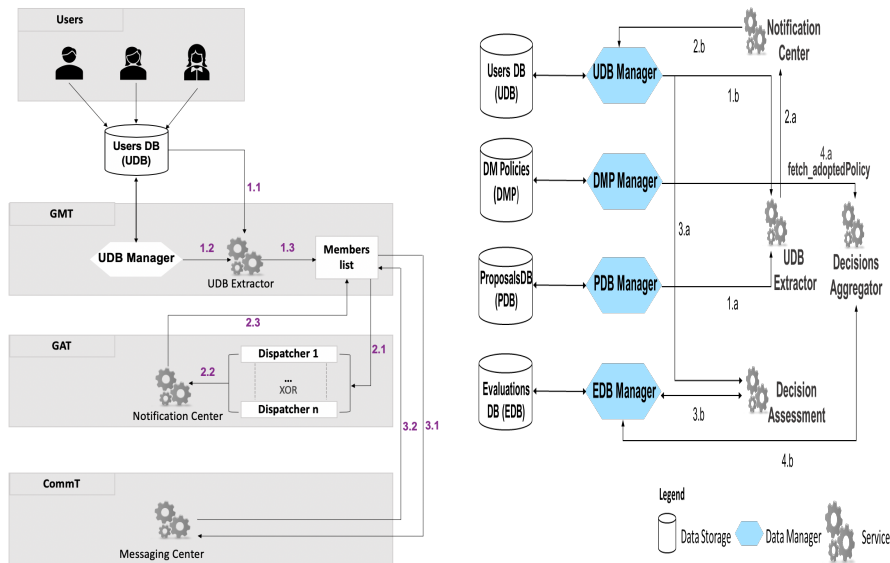 Users
Users DB
(UDB)
1.1
GMT
UDB Manager
1.2
1.3
UDB Extractor
Members
list
2.3
2.1
GAT
Dispatcher 1
...
XOR
Dispatcher n
2.2
Notification Center
3.2
3.1
CommT
Messaging Center
Users DB
(UDB)
UDB Manager
2.b
Notification
Center
1.b
2.a
DM Policies
(DMP)
DMP Manager
4.a
fetch_adoptedPolicy
3.a
UDB
Extractor
Decisions
Aggregator
ProposalsDB
(PDB)
PDB Manager
1.a
Evaluations
DB (EDB)
EDB Manager
3.b
Decision
Assessment
4.b
Legend
Data Storage
Data Manager
Service